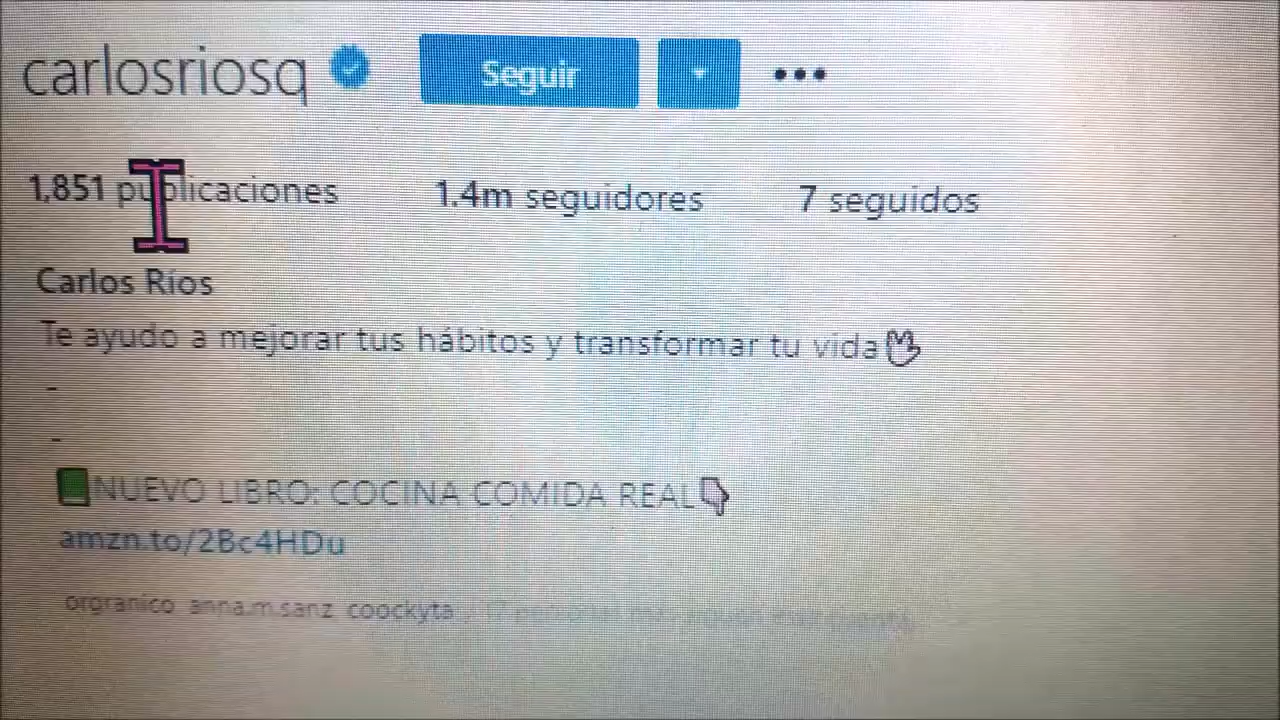 carlosriosq Seguir
1,851 publicaciones 1.4m seguidores 7 seguidos
Carlos Ríos
Te ayudo a mejorar tus hábitos y transformar tu vida
-
-
NUEVO LIBRO: COCINA COMIDA REAL
amzn.to/2Bc4HDu
orgranico anna.m.sanz coockyta